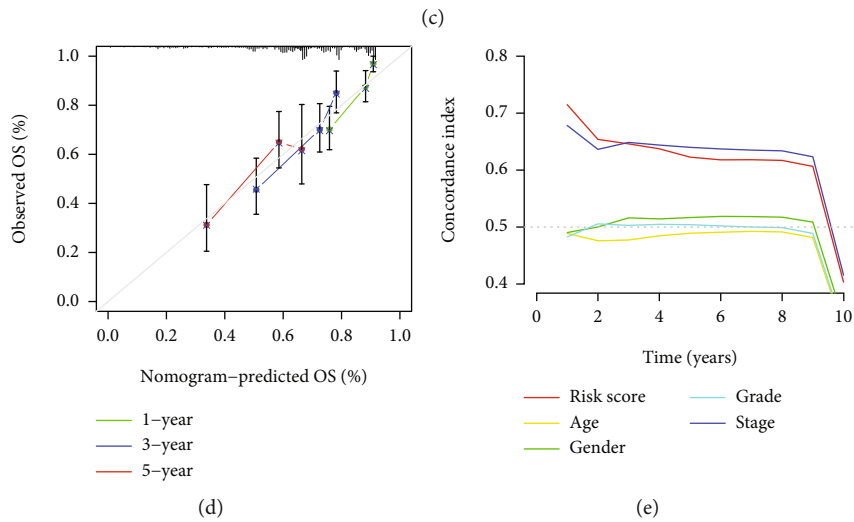 (c)
1.0
0.8
0.6
0.4
0.2
0.0
Observed OS (%)
0.0 0.2 0.4 0.6 0.8 1.0
Nomogram−predicted OS (%)
1−year
3−year
5−year
(d)
0.8
0.7
0.6
0.5
0.4
Concordance index
0 2 4 6 8 10
Time (years)
Risk score
Age
Gender
Grade
Stage
(e)